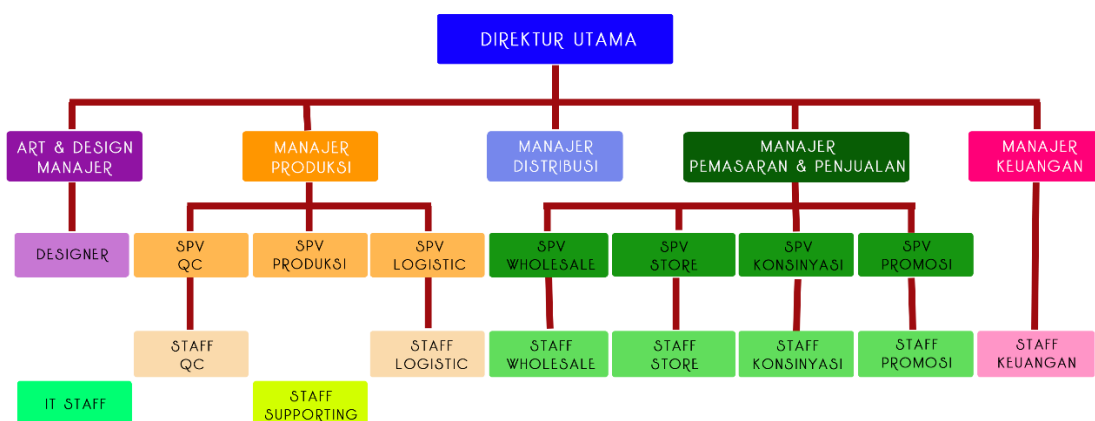 DIREKTUR UTAMA
ART & DESIGN
MANAJER
MANAJER
PRODUKSI
MANAJER
DISTRIBUSI
MANAJER
PEMASARAN & PENJUALAN
MANAJER
KEUANGAN
DESIGNER
SPV
QC
SPV
PRODUKSI
SPV
LOGISTIC
SPV
WHOLESALE
SPV
STORE
SPV
KONSINYASI
SPV
PROMOSI
STAFF
QC
STAFF
LOGISTIC
STAFF
WHOLESALE
STAFF
STORE
STAFF
KONSINYASI
STAFF
PROMOSI
STAFF
KEUANGAN
IT STAFF
STAFF
SUPPORTING